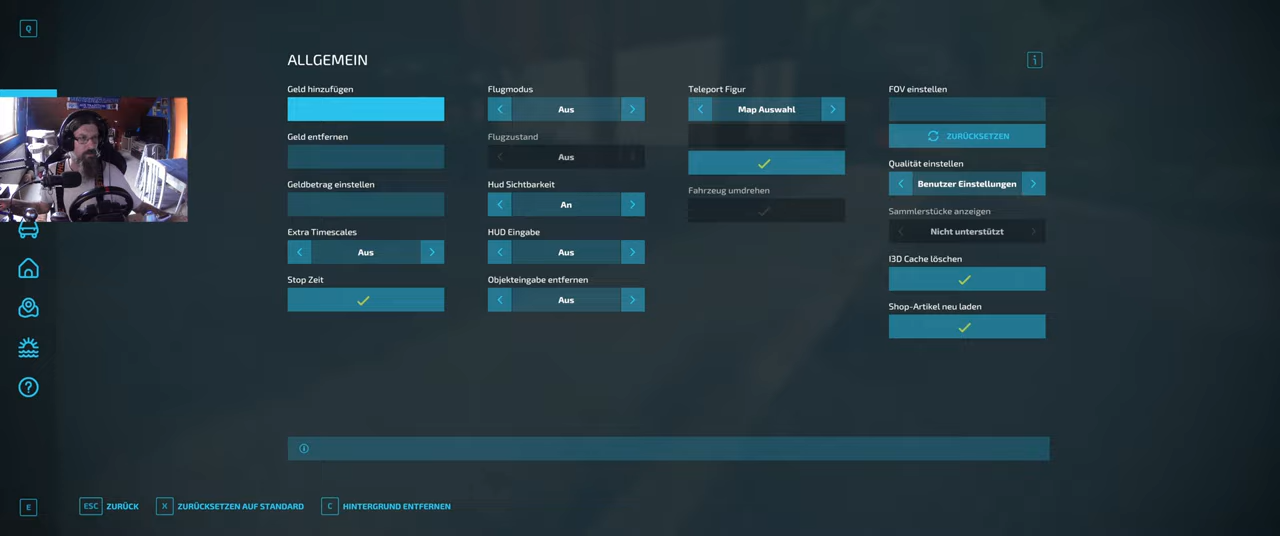 Q
ALLGEMEIN
i
Geld hinzufügen
Geld entfernen
Geldbetrag einstellen
Extra Timescales
Aus
Stop Zeit
Flugmodus
Aus
Flugzustand
Aus
Hud Sichtbarkeit
An
HUD Eingabe
Aus
Objekteingabe entfernen
Aus
Teleport Figur
Map Auswahl
Fahrzeug umdrehen
FOV einstellen
ZURÜCKSETZEN
Qualität einstellen
Benutzer Einstellungen
Sammlerstücke anzeigen
Nicht unterstützt
I3D Cache löschen
Shop-Artikel neu laden
E
ESC ZURÜCK X ZURÜCKSETZEN AUF STANDARD C HINTERGRUND ENTFERNEN